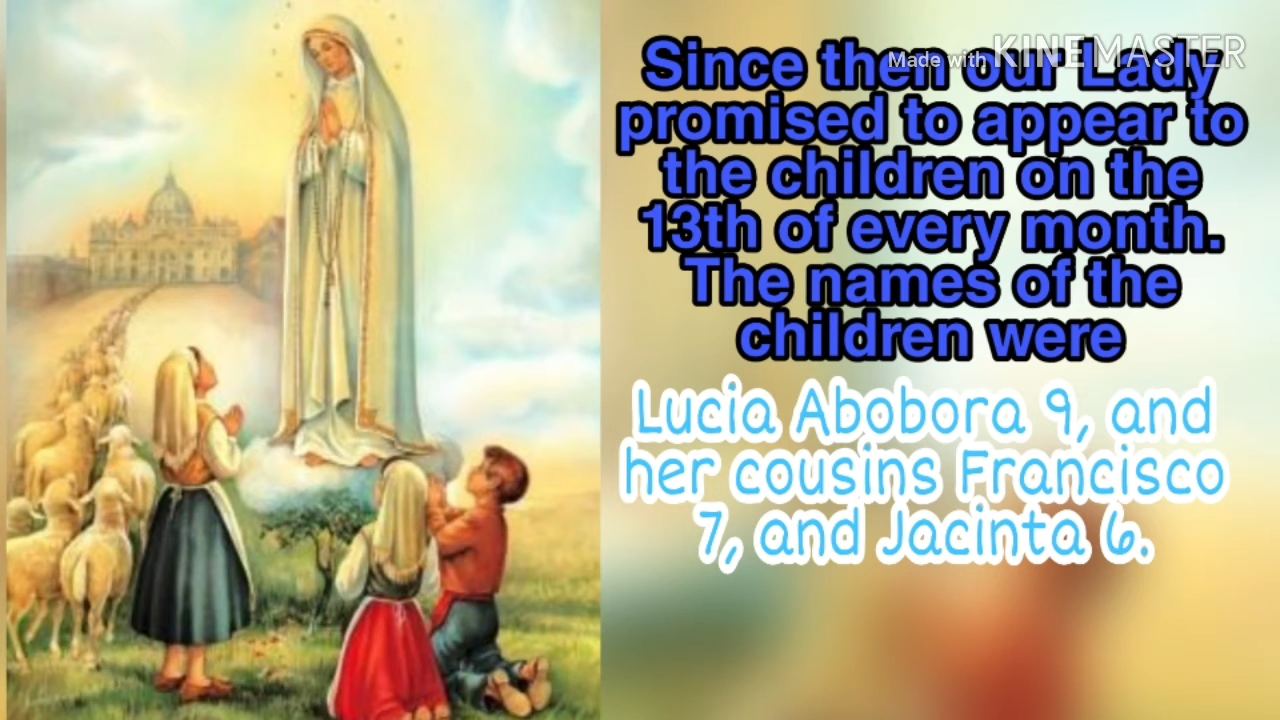 Made with KINEMASTER
Since then our Lady
promised to appear to
the children on the
13th of every month.
The names of the
children were
Lucia Abobora 9, and
her cousins Francisco
7, and Jacinta 6.